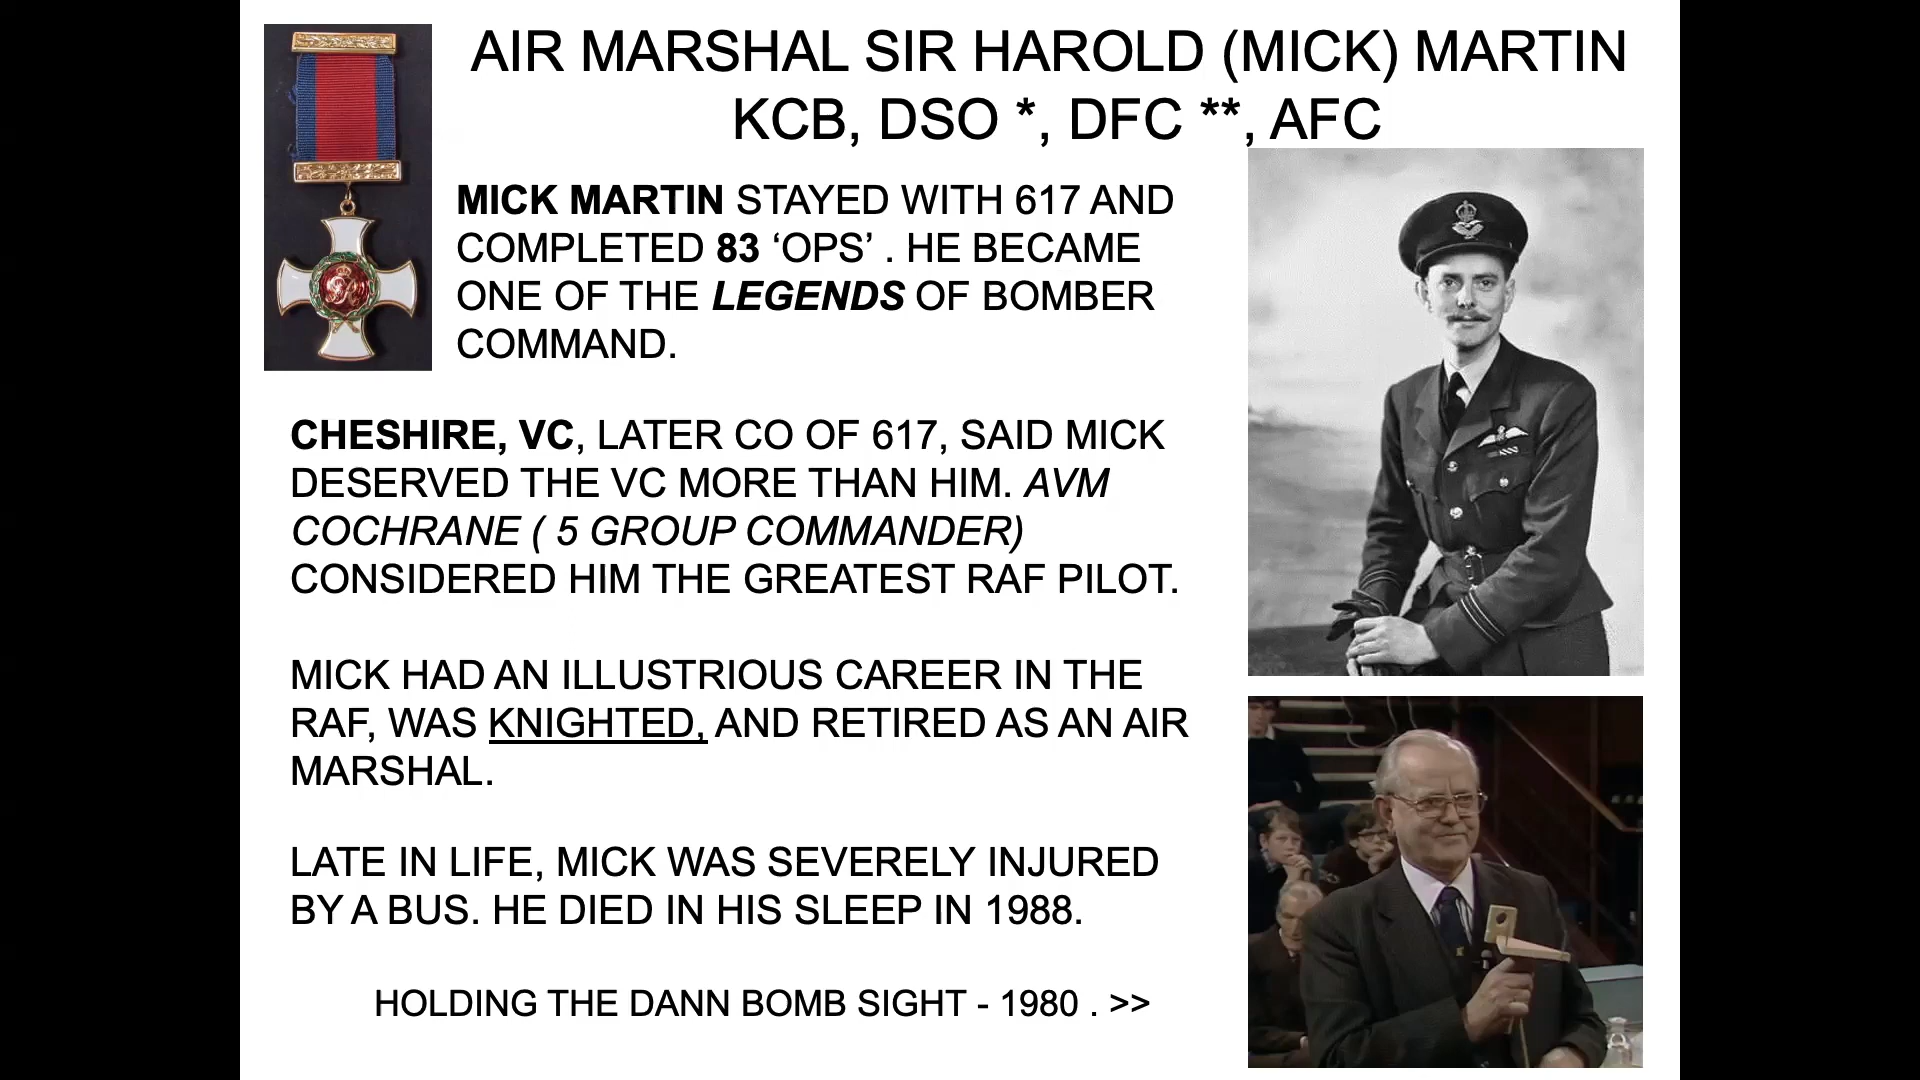 AIR MARSHAL SIR HAROLD (MICK) MARTIN
KCB, DSO *, DFC **, AFC
MICK MARTIN STAYED WITH 617 AND
COMPLETED 83 ‘OPS’ . HE BECAME
ONE OF THE LEGENDS OF BOMBER
COMMAND.
CHESHIRE, VC, LATER CO OF 617, SAID MICK
DESERVED THE VC MORE THAN HIM. AVM
COCHRANE ( 5 GROUP COMMANDER)
CONSIDERED HIM THE GREATEST RAF PILOT.
MICK HAD AN ILLUSTRIOUS CAREER IN THE
RAF, WAS KNIGHTED, AND RETIRED AS AN AIR
MARSHAL.
LATE IN LIFE, MICK WAS SEVERELY INJURED
BY A BUS. HE DIED IN HIS SLEEP IN 1988.
HOLDING THE DANN BOMB SIGHT - 1980 . >>